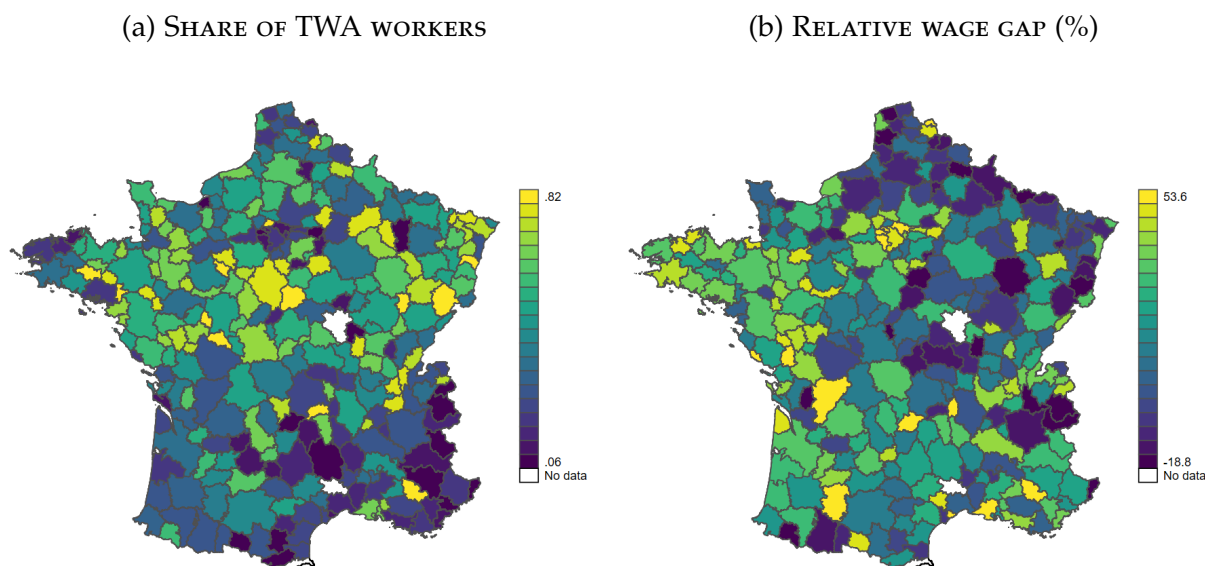 (a) Share of TWA workers
(b) Relative wage gap (%)
.82
.06
No data
53.6
-18.8
No data